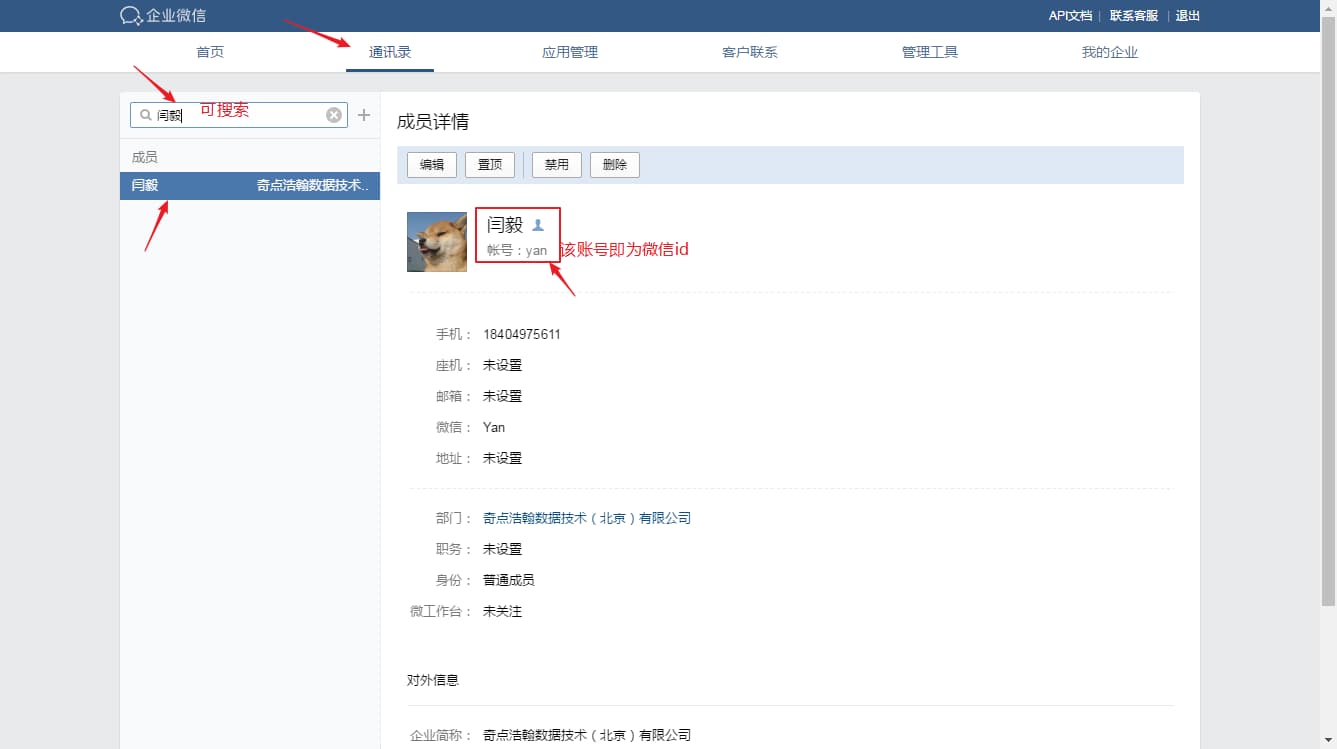 企业微信
API文档 | 联系客服 | 退出
首页 通讯录 应用管理 客户联系 管理工具 我的企业
闫毅 可搜索
成员
闫毅 奇点浩翰数据技术..
成员详情
编辑 置顶 禁用 删除
闫毅
帐号：yan 该账号即为微信id
手机： 18404975611
座机： 未设置
邮箱： 未设置
微信： Yan
地址： 未设置
部门： 奇点浩翰数据技术（北京）有限公司
职务： 未设置
身份： 普通成员
微工作台： 未关注
对外信息
企业简称： 奇点浩翰数据技术（北京）有限公司